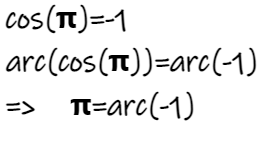 cos(π)=-1
arc(cos(π))=arc(-1)
=> π=arc(-1)